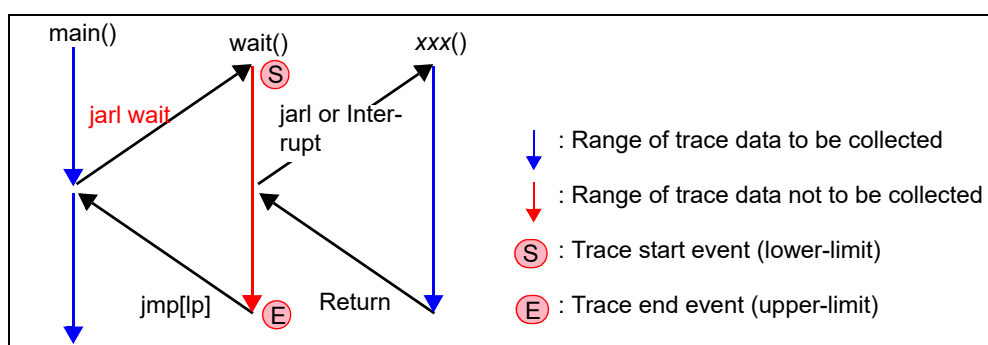 main()
wait()
xxx()
S
jarl wait
jarl or Inter-
rupt
jmp[lp]
E
Return
: Range of trace data to be collected
: Range of trace data not to be collected
S : Trace start event (lower-limit)
E : Trace end event (upper-limit)